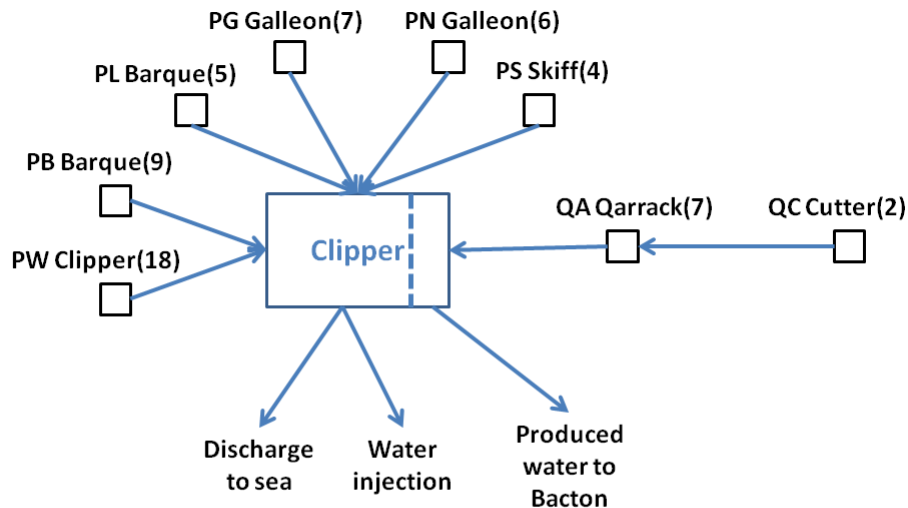 PG Galleon(7)
PN Galleon(6)
PL Barque(5)
PS Skiff(4)
PB Barque(9)
QA Qarrack(7)
QC Cutter(2)
PW Clipper(18)
Clipper
Discharge
to sea
Water
injection
Produced
water to
Bacton